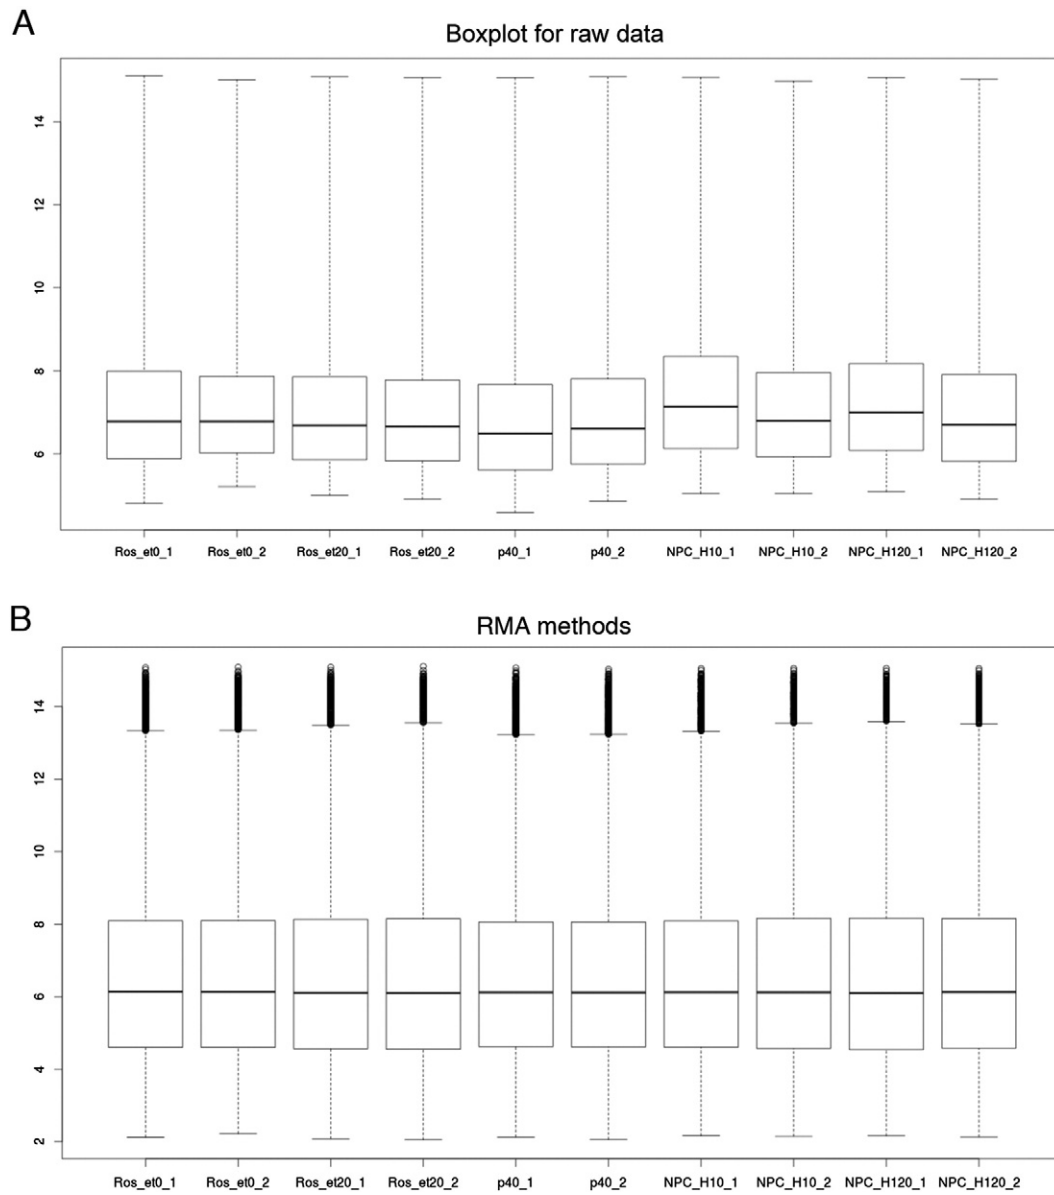 A
Boxplot for raw data
14
12
10
8
6
Ros_et0_1 Ros_et0_2 Ros_et20_1 Ros_et20_2 p40_1 p40_2 NPC_H10_1 NPC_H10_2 NPC_H120_1 NPC_H120_2
B
RMA methods
14
12
10
8
6
4
2
Ros_et0_1 Ros_et0_2 Ros_et20_1 Ros_et20_2 p40_1 p40_2 NPC_H10_1 NPC_H10_2 NPC_H120_1 NPC_H120_2